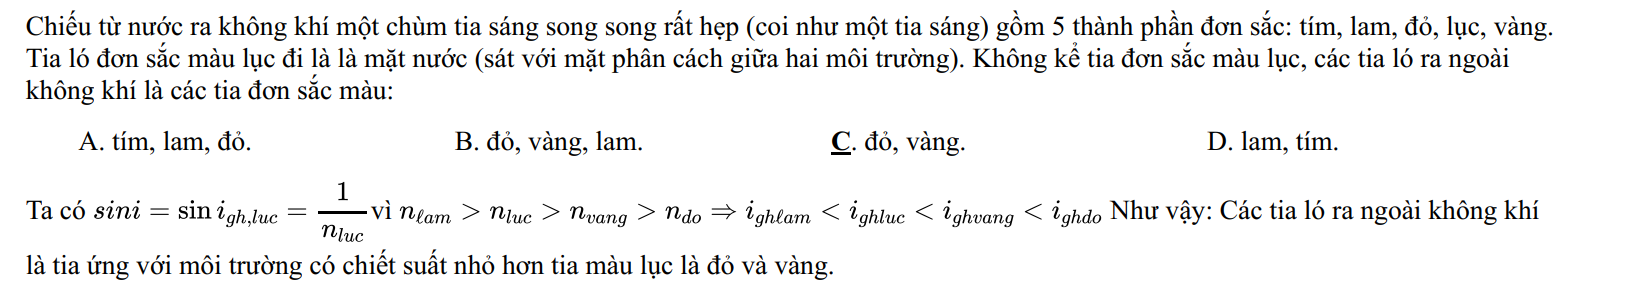 Chiếu từ nước ra không khí một chùm tia sáng song song rất hẹp (coi như một tia sáng) gồm 5 thành phần đơn sắc: tím, lam, đỏ, lục, vàng.
Tia ló đơn sắc màu lục đi là là mặt nước (sát với mặt phân cách giữa hai môi trường). Không kể tia đơn sắc màu lục, các tia ló ra ngoài
không khí là các tia đơn sắc màu:
A. tím, lam, đỏ. B. đỏ, vàng, lam. C. đỏ, vàng. D. lam, tím.
Ta có $sini = \sin i_{gh,luc} = \frac{1}{n_{luc}}$ vì $n_{\ell am} > n_{luc} > n_{vang} > n_{do} \Rightarrow i_{gh\ell am} < i_{ghluc} < i_{ghvang} < i_{ghdo}$ Như vậy: Các tia ló ra ngoài không khí
là tia ứng với môi trường có chiết suất nhỏ hơn tia màu lục là đỏ và vàng.